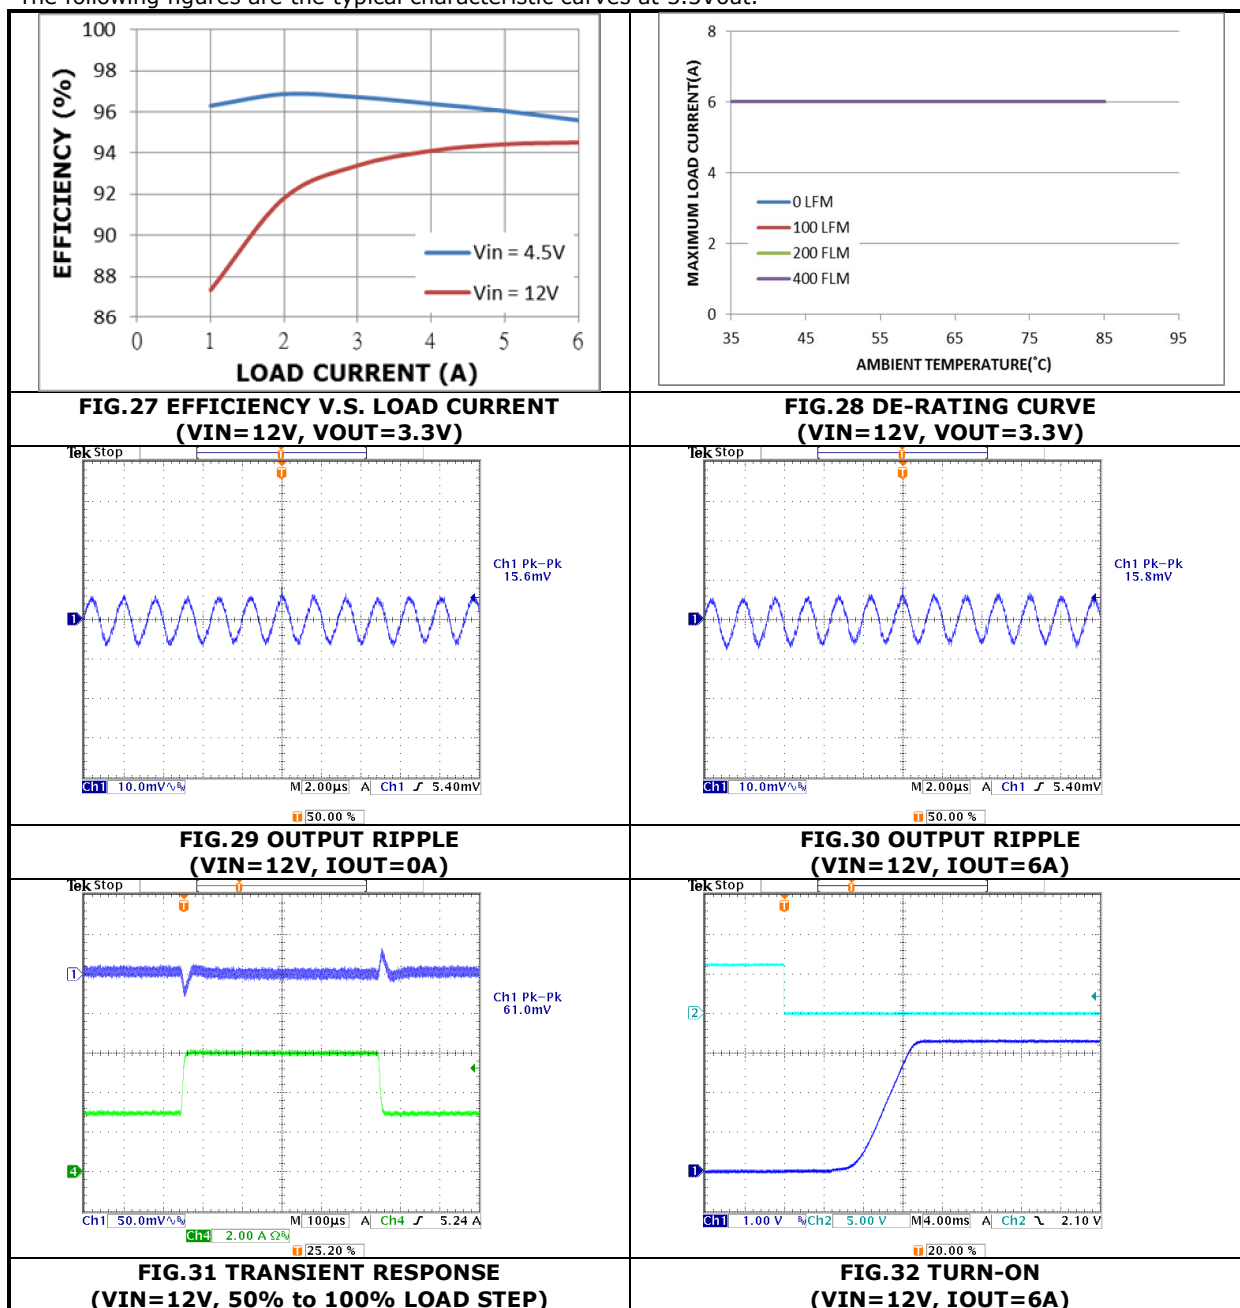 The following figures are the typical characteristic curves at 3.3Vout.
100
98
96
94
92
90
88
86
EFFICIENCY (%)
Vin = 4.5V
Vin = 12V
0 1 2 3 4 5 6
LOAD CURRENT (A)
8
6
4
2
0
MAXIMUM LOAD CURRENT(A)
0 LFM
100 LFM
200 FLM
400 FLM
35 45 55 65 75 85 95
AMBIENT TEMPERATURE(°C)
FIG.27 EFFICIENCY V.S. LOAD CURRENT
(VIN=12V, VOUT=3.3V)
FIG.28 DE-RATING CURVE
(VIN=12V, VOUT=3.3V)
Tek Stop
T
1
Ch1 Pk-Pk
15.6mV
Ch1 10.0mV∿ M 2.00µs A Ch1 ƒ 5.40mV
T 50.00 %
Tek Stop
T
1
Ch1 Pk-Pk
15.8mV
Ch1 10.0mV∿ M 2.00µs A Ch1 ƒ 5.40mV
T 50.00 %
FIG.29 OUTPUT RIPPLE
(VIN=12V, IOUT=0A)
FIG.30 OUTPUT RIPPLE
(VIN=12V, IOUT=6A)
Tek Stop
T
1
4
Ch1 Pk-Pk
61.0mV
Ch1 50.0mV∿ M 100µs A Ch4 ƒ 5.24 A
Ch4 2.00 A Ω
T 25.20 %
Tek Stop
T
2
1
Ch1 1.00 V Ch2 5.00 V M 4.00ms A Ch2 2.10 V
T 20.00 %
FIG.31 TRANSIENT RESPONSE
(VIN=12V, 50% to 100% LOAD STEP)
FIG.32 TURN-ON
(VIN=12V, IOUT=6A)